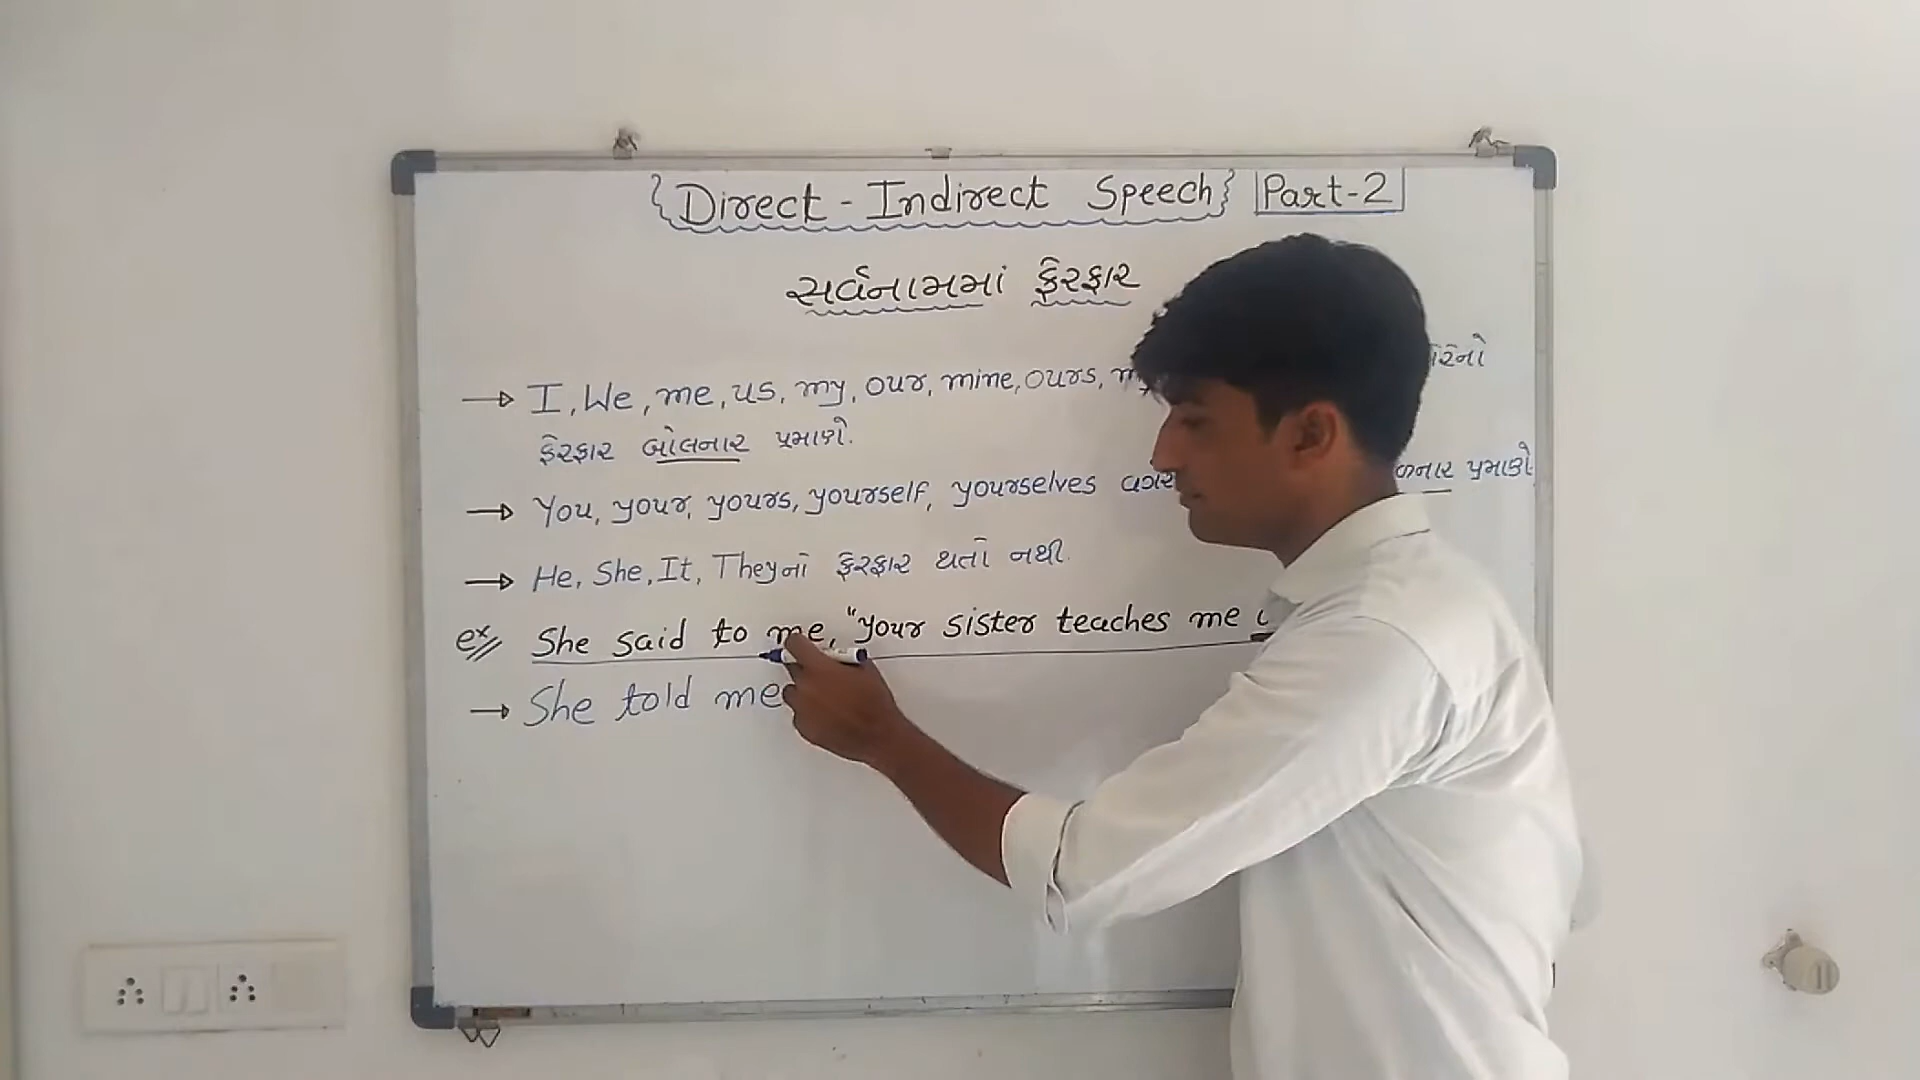 Direct - Indirect Speech Part-2
સર્વનામમાં ફેરફાર
→ I, We, me, us, my, our, mine, ours,
ફેરફાર બોલનાર પ્રમાણે.
→ You, your, yours, yourself, yourselves પ્રમાણે
→ He, She, It, Theyનો ફેરફાર થતો નથી.
ex She said to me, "your sister teaches me
→ She told me